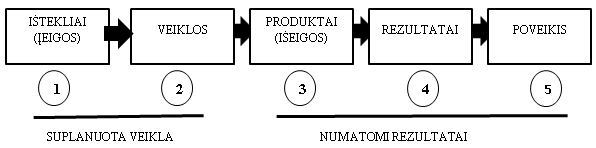 IŠTEKLIAI
(ĮEIGOS)
VEIKLOS
PRODUKTAI
(IŠEIGOS)
REZULTATAI
POVEIKIS
1
2
3
4
5
SUPLANUOTA VEIKLA
NUMATOMI REZULTATAI